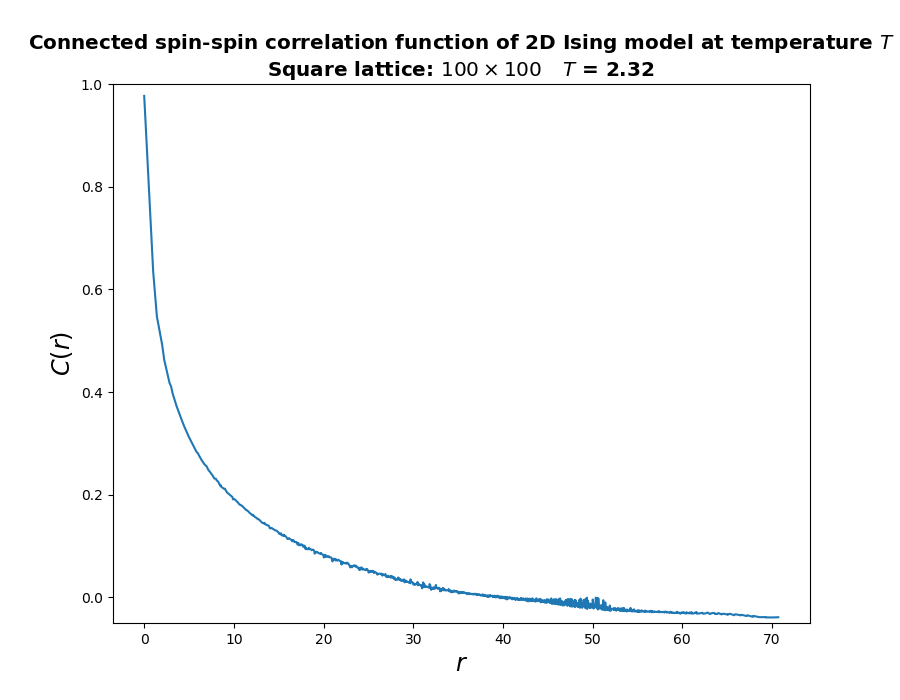 Connected spin-spin correlation function of 2D Ising model at temperature T
Square lattice: 100 × 100 T = 2.32
1.0
0.8
0.6
0.4
0.2
0.0
C(r)
0 10 20 30 40 50 60 70
r